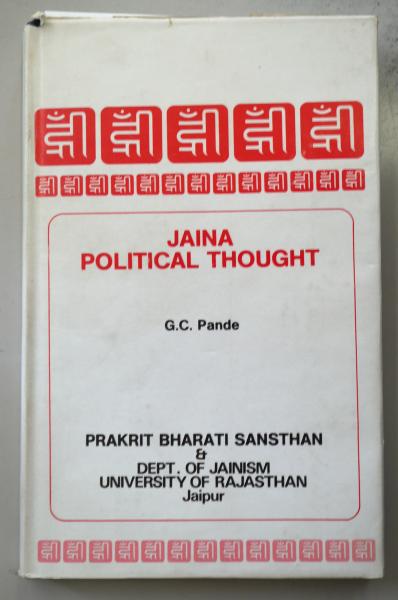 JAINA
POLITICAL THOUGHT
G.C. Pande
PRAKRIT BHARATI SANSTHAN
&
DEPT. OF JAINISM
UNIVERSITY OF RAJASTHAN
Jaipur